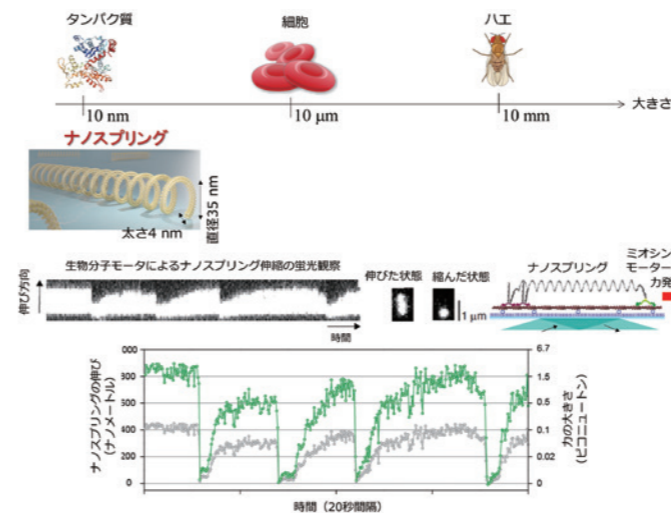 タンパク質
細胞
ハエ
10 nm
10 μm
10 mm
大きさ
ナノスプリング
直径35 nm
太さ4 nm
生物分子モータによるナノスプリング伸縮の蛍光観察
伸び方向
時間
伸びた状態
縮んだ状態
1 μm
ナノスプリング
ミオシン
モーター
力発
ナノスプリングの伸び
(ナノメートル)
000
800
600
400
200
0
6.7
1.5
0.5
0.1
0.02
0
力の大きさ
(ピコニュートン)
時間(20秒間隔)